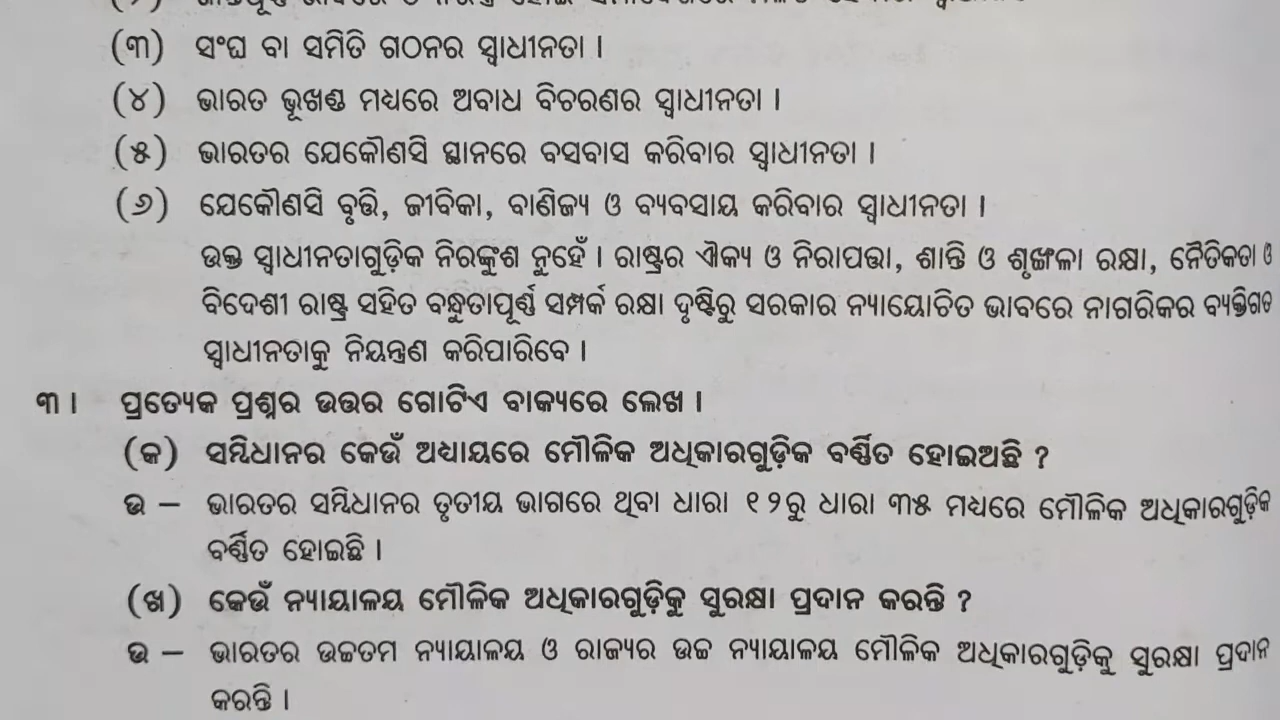 (୩) ସଂଘ ବା ସମିତି ଗଠନର ସ୍ୱାଧୀନତା ।
(୪) ଭାରତ ଭୂଖଣ୍ଡ ମଧ୍ୟରେ ଅବାଧ ବିଚରଣର ସ୍ୱାଧୀନତା ।
(୫) ଭାରତର ଯେକୌଣସି ସ୍ଥାନରେ ବସବାସ କରିବାର ସ୍ୱାଧୀନତା ।
(୬) ଯେକୌଣସି ବୃତ୍ତି, ଜୀବିକା, ବାଣିଜ୍ୟ ଓ ବ୍ୟବସାୟ କରିବାର ସ୍ୱାଧୀନତା ।
ଉକ୍ତ ସ୍ୱାଧୀନତାଗୁଡ଼ିକ ନିରଙ୍କୁଶ ନୁହେଁ । ରାଷ୍ଟ୍ରର ଐକ୍ୟ ଓ ନିରାପତ୍ତା, ଶାନ୍ତି ଓ ଶୃଙ୍ଖଳା ରକ୍ଷା, ନୈତିକତା ଓ
ବିଦେଶୀ ରାଷ୍ଟ୍ର ସହିତ ବନ୍ଧୁତାପୂର୍ଣ୍ଣ ସମ୍ପର୍କ ରକ୍ଷା ଦୃଷ୍ଟିରୁ ସରକାର ନ୍ୟାୟୋଚିତ ଭାବରେ ନାଗରିକର ବ୍ୟକ୍ତିଗତ
ସ୍ୱାଧୀନତାକୁ ନିୟନ୍ତ୍ରଣ କରିପାରିବେ ।
୩ । ପ୍ରତ୍ୟେକ ପ୍ରଶ୍ନର ଉତ୍ତର ଗୋଟିଏ ବାକ୍ୟରେ ଲେଖ ।
(କ) ସମ୍ବିଧାନର କେଉଁ ଅଧ୍ୟାୟରେ ମୌଳିକ ଅଧିକାରଗୁଡ଼ିକ ବର୍ଣ୍ଣିତ ହୋଇଅଛି ?
ଉ – ଭାରତର ସମ୍ବିଧାନର ତୃତୀୟ ଭାଗରେ ଥିବା ଧାରା ୧୨ରୁ ଧାରା ୩୫ ମଧ୍ୟରେ ମୌଳିକ ଅଧିକାରଗୁଡ଼ିକ
ବର୍ଣ୍ଣିତ ହୋଇଛି ।
(ଖ) କେଉଁ ନ୍ୟାୟାଳୟ ମୌଳିକ ଅଧିକାରଗୁଡ଼ିକୁ ସୁରକ୍ଷା ପ୍ରଦାନ କରନ୍ତି ?
ଉ – ଭାରତର ଉଚ୍ଚତମ ନ୍ୟାୟାଳୟ ଓ ରାଜ୍ୟର ଉଚ୍ଚ ନ୍ୟାୟାଳୟ ମୌଳିକ ଅଧିକାରଗୁଡ଼ିକୁ ସୁରକ୍ଷା ପ୍ରଦାନ
କରନ୍ତି ।